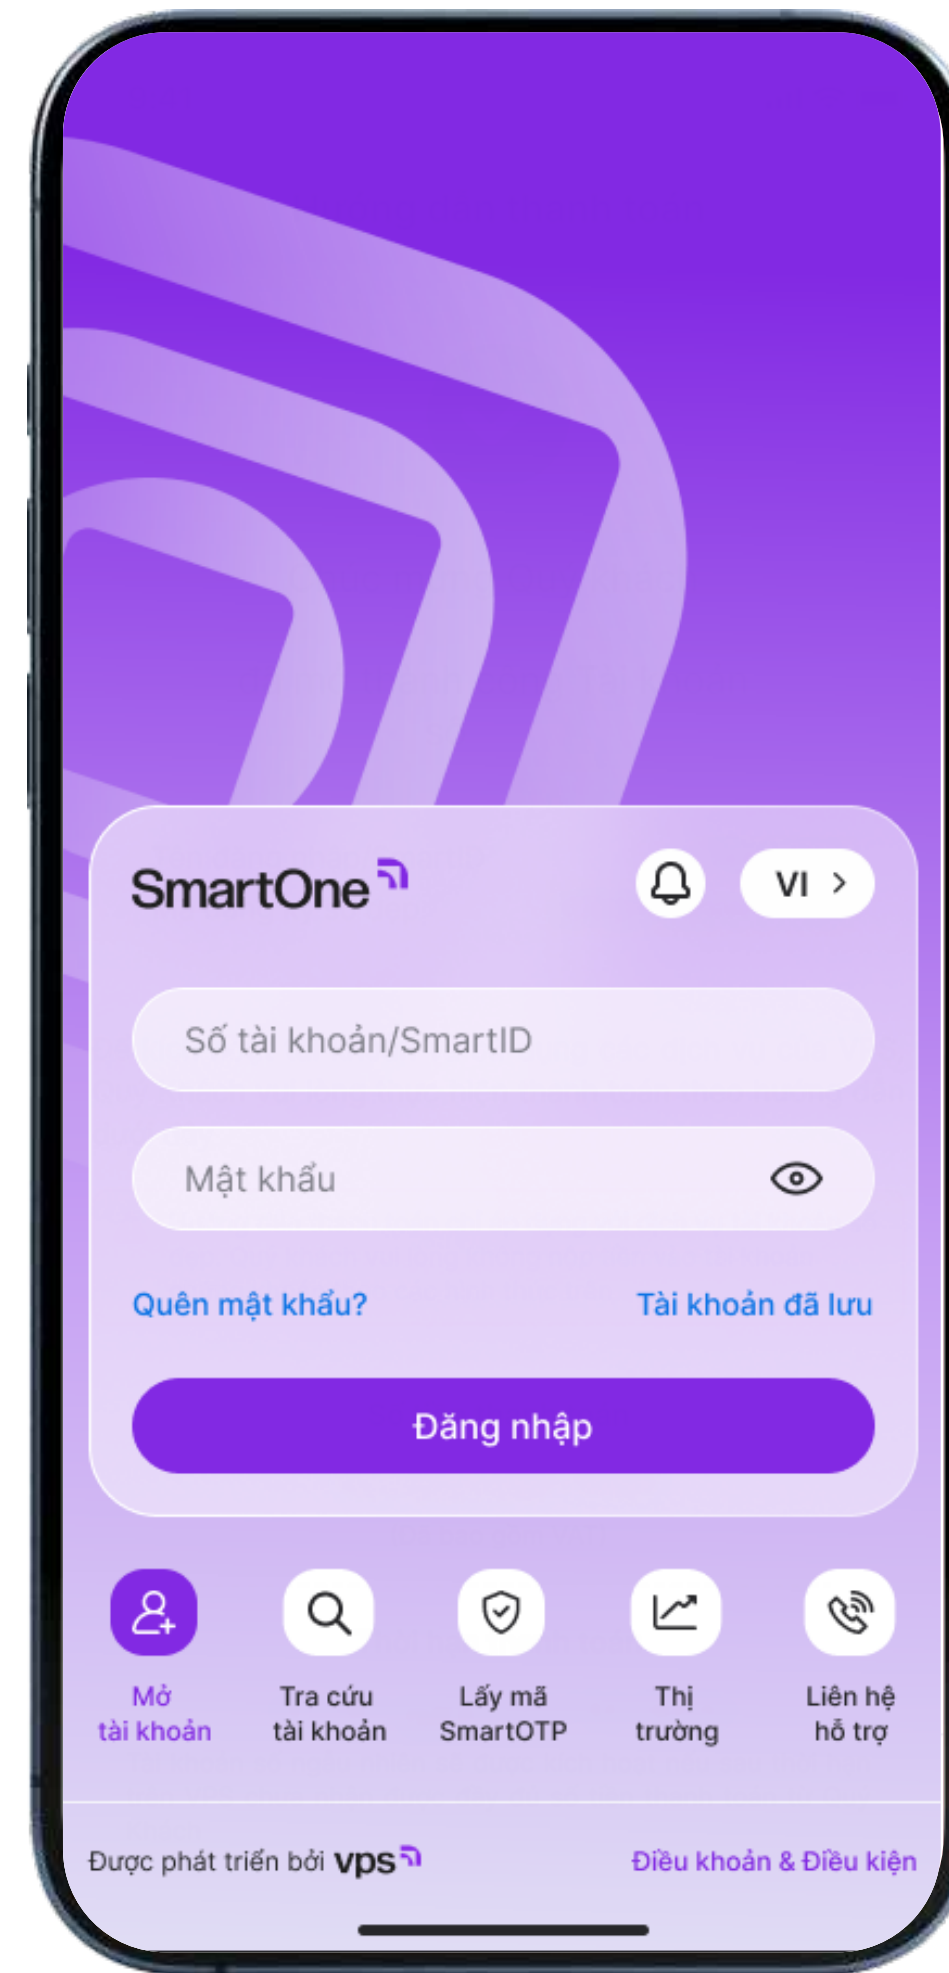 SmartOne
VI
Số tài khoản/SmartID
Mật khẩu
Quên mật khẩu?
Tài khoản đã lưu
Đăng nhập
Mở
tài khoản
Tra cứu
tài khoản
Lấy mã
SmartOTP
Thị
trường
Liên hệ
hỗ trợ
Được phát triển bởi vps
Điều khoản & Điều kiện